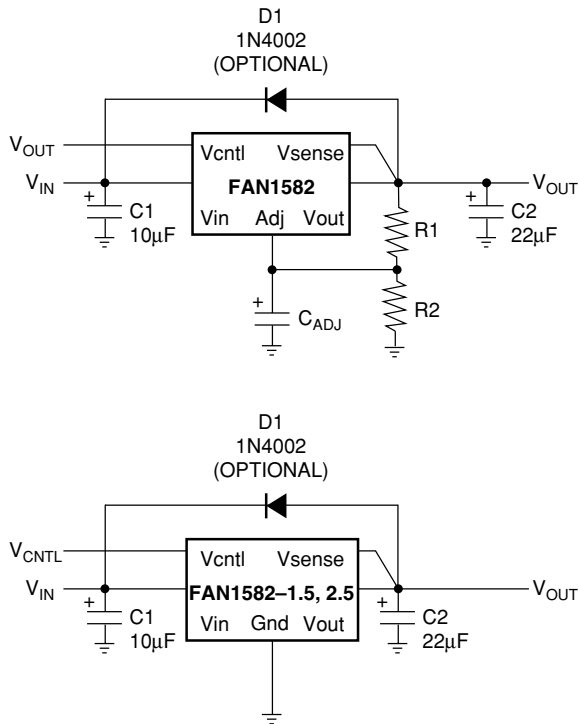 D1
1N4002
(OPTIONAL)
VOUT
Vcntl Vsense
VIN
FAN1582
VOUT
+ C1
10μF
Vin Adj Vout
R1
+ C2
22μF
+ CADJ
R2
D1
1N4002
(OPTIONAL)
VCNTL
Vcntl Vsense
VIN
FAN1582–1.5, 2.5
VOUT
+ C1
10μF
Vin Gnd Vout
+ C2
22μF